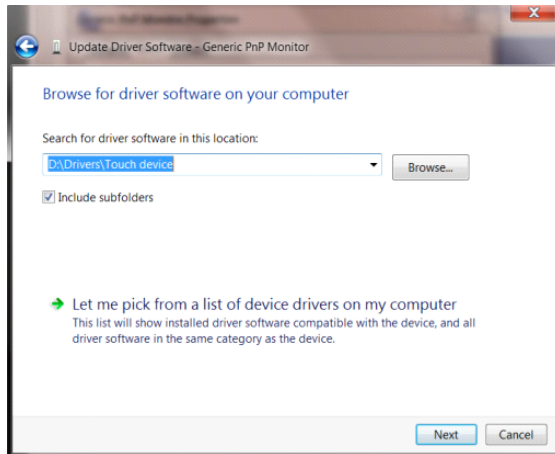 Update Driver Software - Generic PnP Monitor
Browse for driver software on your computer
Search for driver software in this location:
D:\Drivers\Touch device
Browse...
Include subfolders
Let me pick from a list of device drivers on my computer
This list will show installed driver software compatible with the device, and all
driver software in the same category as the device.
Next
Cancel